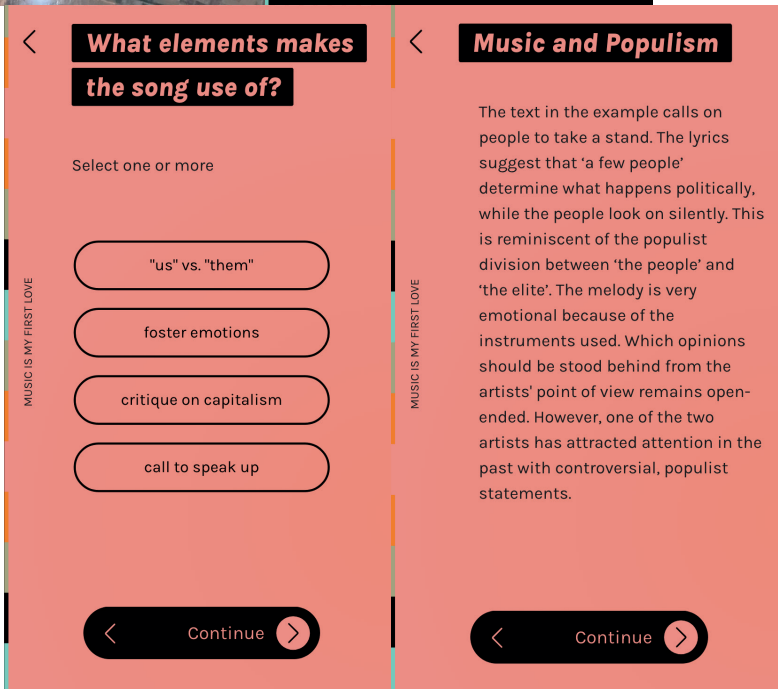 What elements makes
the song use of?
Select one or more
MUSIC IS MY FIRST LOVE
"us" vs. "them"
foster emotions
critique on capitalism
call to speak up
Continue
Music and Populism
The text in the example calls on
people to take a stand. The lyrics
suggest that ‘a few people’
determine what happens politically,
while the people look on silently. This
is reminiscent of the populist
division between ‘the people’ and
‘the elite’. The melody is very
emotional because of the
instruments used. Which opinions
should be stood behind from the
artists' point of view remains open-
ended. However, one of the two
artists has attracted attention in the
past with controversial, populist
statements.
MUSIC IS MY FIRST LOVE
Continue